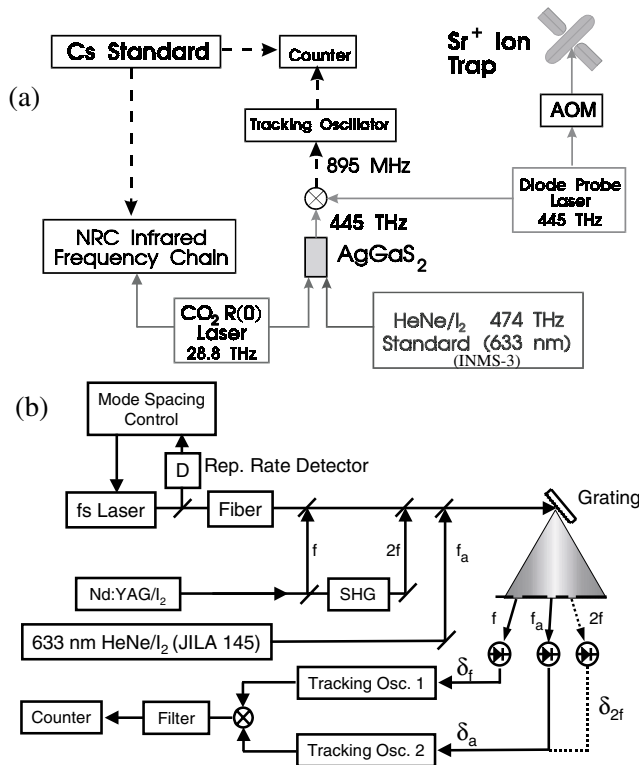 (a)
Cs Standard
Counter
Sr+ Ion
Trap
Tracking Oscillator
AOM
895 MHz
Diode Probe
Laser
445 THz
445 THz
NRC Infrared
Frequency Chain
AgGaS2
CO2 R(0)
Laser
28.8 THz
HeNe/I2 474 THz
Standard (633 nm)
(INMS-3)
(b)
Mode Spacing
Control
D
Rep. Rate Detector
fs Laser
Fiber
Grating
f
2f
fa
Nd:YAG/I2
SHG
f
fa
2f
633 nm HeNe/I2 (JILA 145)
Tracking Osc. 1
δf
Counter
Filter
δ2f
Tracking Osc. 2
δa